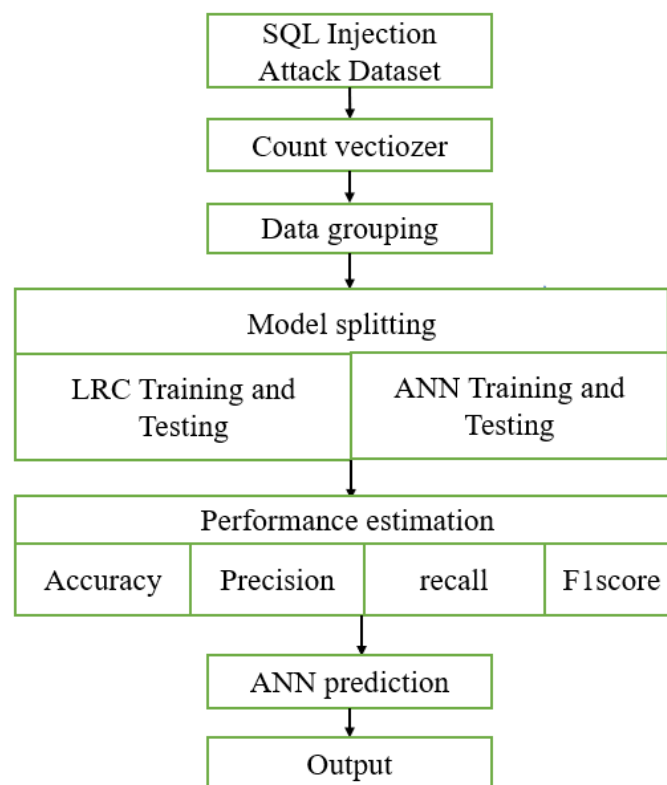 SQL Injection
Attack Dataset
Count vectiozer
Data grouping
Model splitting
LRC Training and
Testing
ANN Training and
Testing
Performance estimation
Accuracy
Precision
recall
F1score
ANN prediction
Output